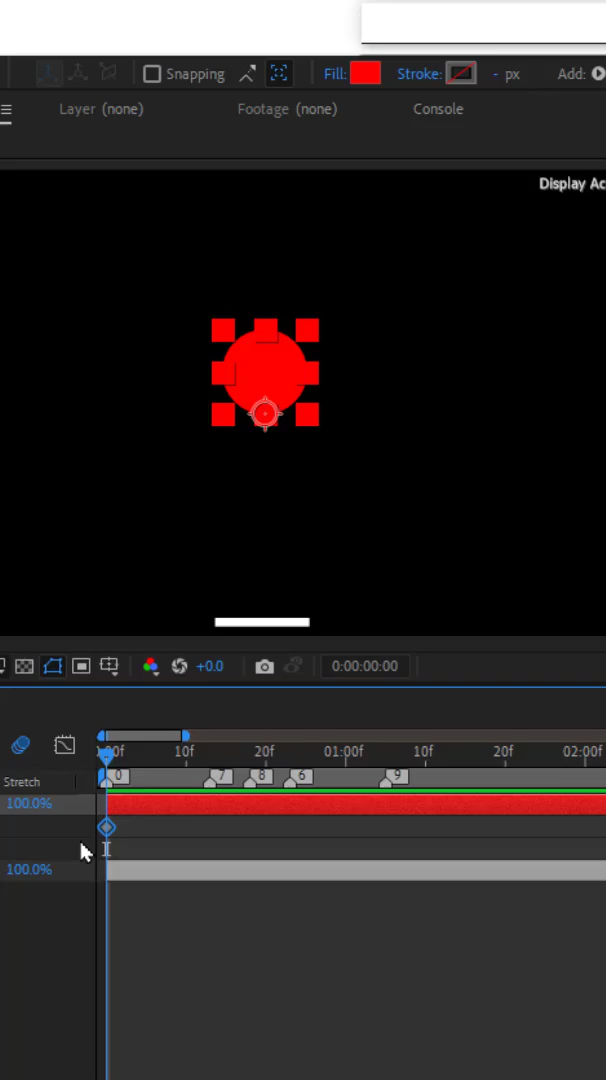 Snapping Fill: Stroke: - px Add:
Layer (none) Footage (none) Console
Display Ac
+0.0 0:00:00:00
:00f 10f 20f 01:00f 10f 20f 02:00f
0 7 8 6 9
Stretch
100.0%
100.0%